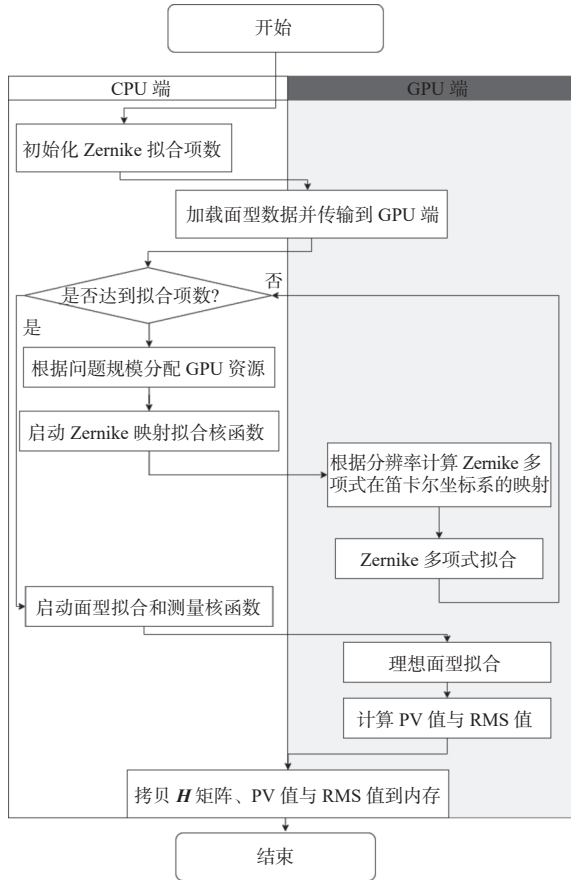 开始
CPU 端
GPU 端
初始化 Zernike 拟合项数
加载面型数据并传输到 GPU 端
否
是否达到拟合项数?
是
根据问题规模分配 GPU 资源
启动 Zernike 映射拟合核函数
根据分辨率计算 Zernike 多
项式在笛卡尔坐标系的映射
Zernike 多项式拟合
启动面型拟合和测量核函数
理想面型拟合
计算 PV 值与 RMS 值
拷贝 H 矩阵、PV 值与 RMS 值到内存
结束